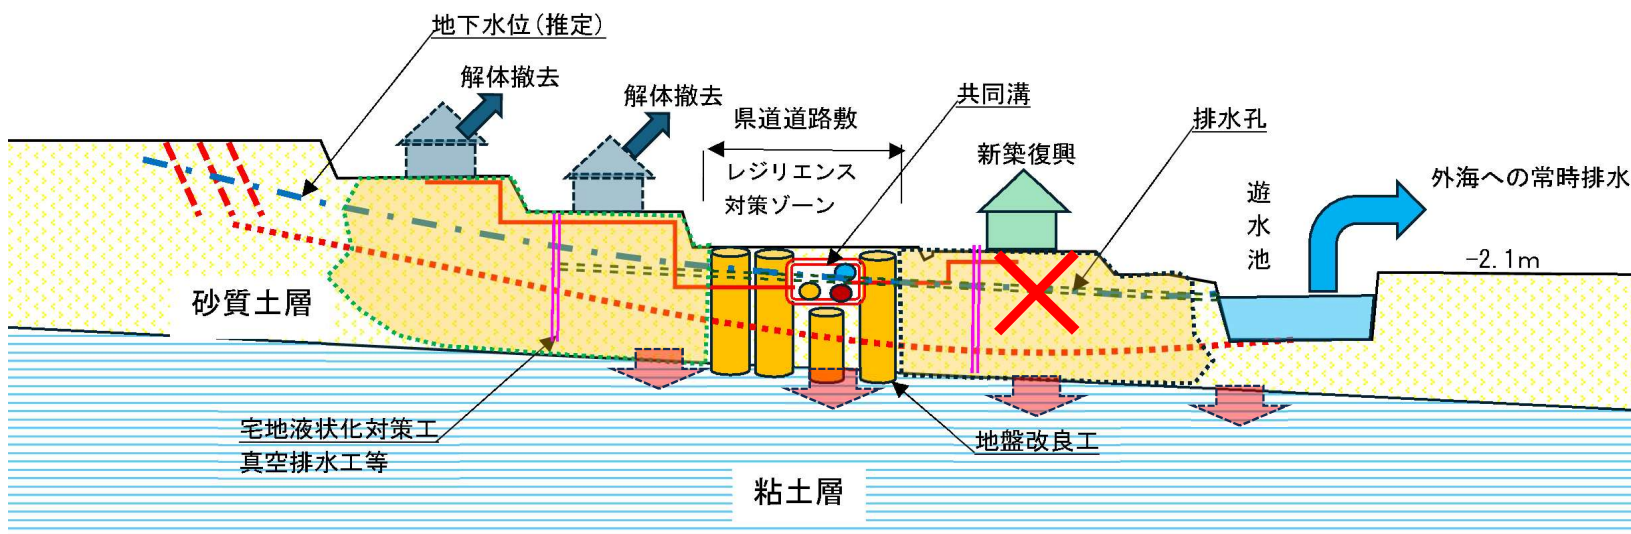 地下水位(推定)
解体撤去
解体撤去
県道道路敷
レジリエンス
対策ゾーン
共同溝
新築復興
排水孔
遊水池
外海への常時排水
-2.1m
砂質土層
宅地液状化対策工
真空排水工等
地盤改良工
粘土層